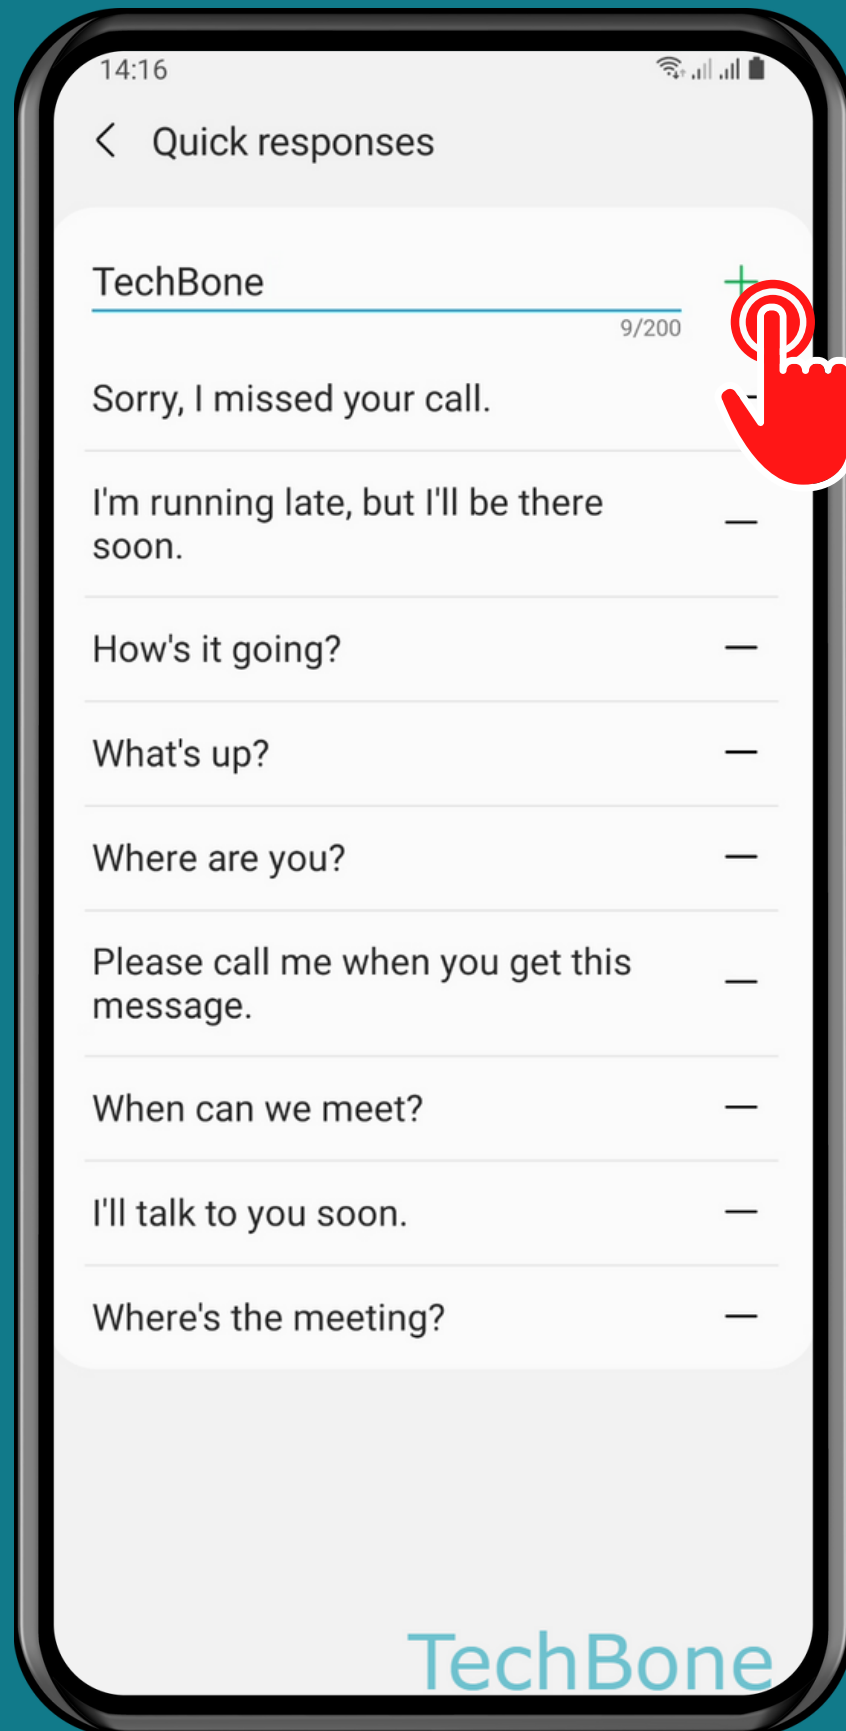 14:16
Quick responses
TechBone
9/200
Sorry, I missed your call.
I'm running late, but I'll be there
soon.
How's it going?
What's up?
Where are you?
Please call me when you get this
message.
When can we meet?
I'll talk to you soon.
Where's the meeting?
TechBone